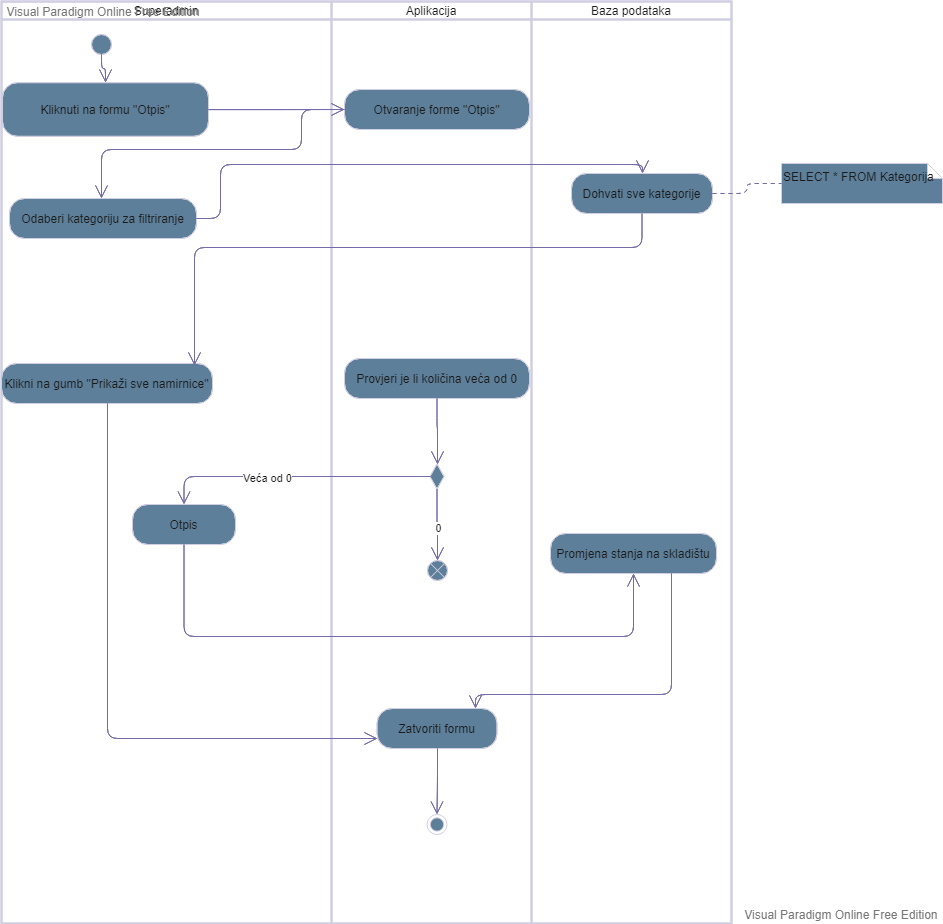 Visual Paradigm Online Free Edition
Superadmin
Aplikacija
Baza podataka
Kliknuti na formu "Otpis"
Otvaranje forme "Otpis"
SELECT * FROM Kategorija
Dohvati sve kategorije
Odaberi kategoriju za filtriranje
Klikni na gumb "Prikaži sve namirnice"
Provjeri je li količina veća od 0
Veća od 0
Otpis
0
Promjena stanja na skladištu
Zatvoriti formu
Visual Paradigm Online Free Edition